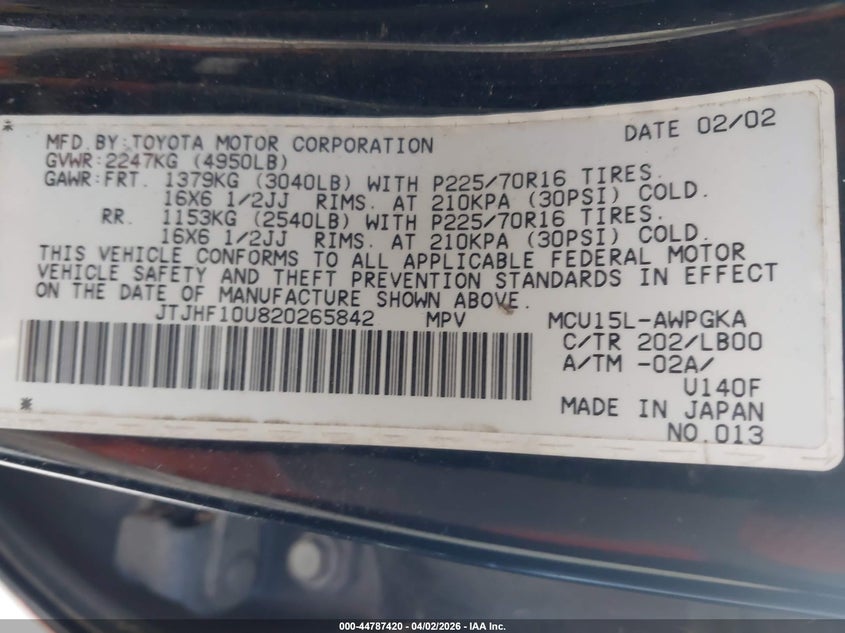 DATE 02/02
MFD.BY:TOYOTA MOTOR CORPORATION
GVWR:2247KG (4950LB)
GAWR:FRT. 1379KG (3040LB) WITH P225/70R16 TIRES.
16X6 1/2JJ RIMS. AT 210KPA (30PSI) COLD.
RR. 1153KG (2540LB) WITH P225/70R16 TIRES.
16X6 1/2JJ RIMS. AT 210KPA (30PSI) COLD.
THIS VEHICLE CONFORMS TO ALL APPLICABLE FEDERAL MOTOR
VEHICLE SAFETY AND THEFT PREVENTION STANDARDS IN EFFECT
ON THE DATE OF MANUFACTURE SHOWN ABOVE.
JTJHF10U820265842 MPV MCU15L-AWPGKA
C/TR 202/LB00
A/TM -02A/
U140F
MADE IN JAPAN
NO.013
000-44787420 - 04/02/2026 - IAA Inc.